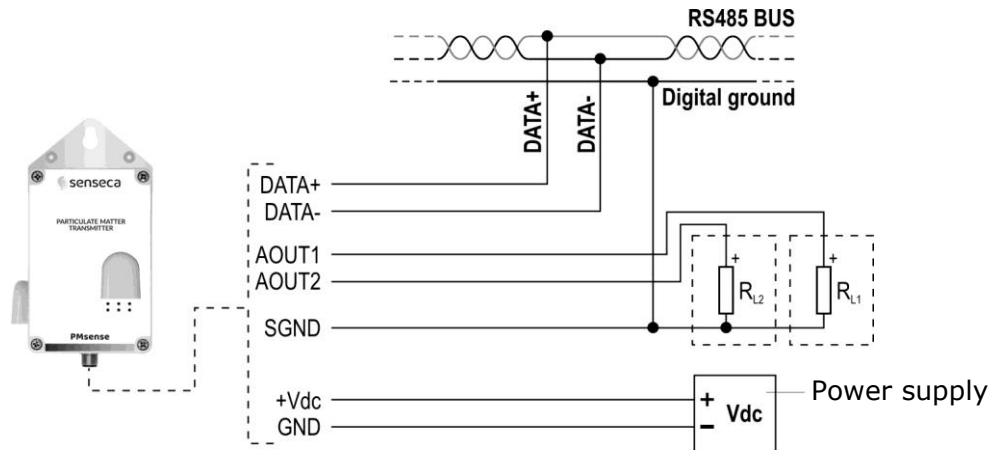 RS485 BUS
Digital ground
DATA+
DATA-
senseca
PARTICULATE MATTER
TRANSMITTER
PMsense
DATA+
DATA-
AOUT1
AOUT2
SGND
+Vdc
GND
+
RL2
+
RL1
+
Vdc
–
Power supply